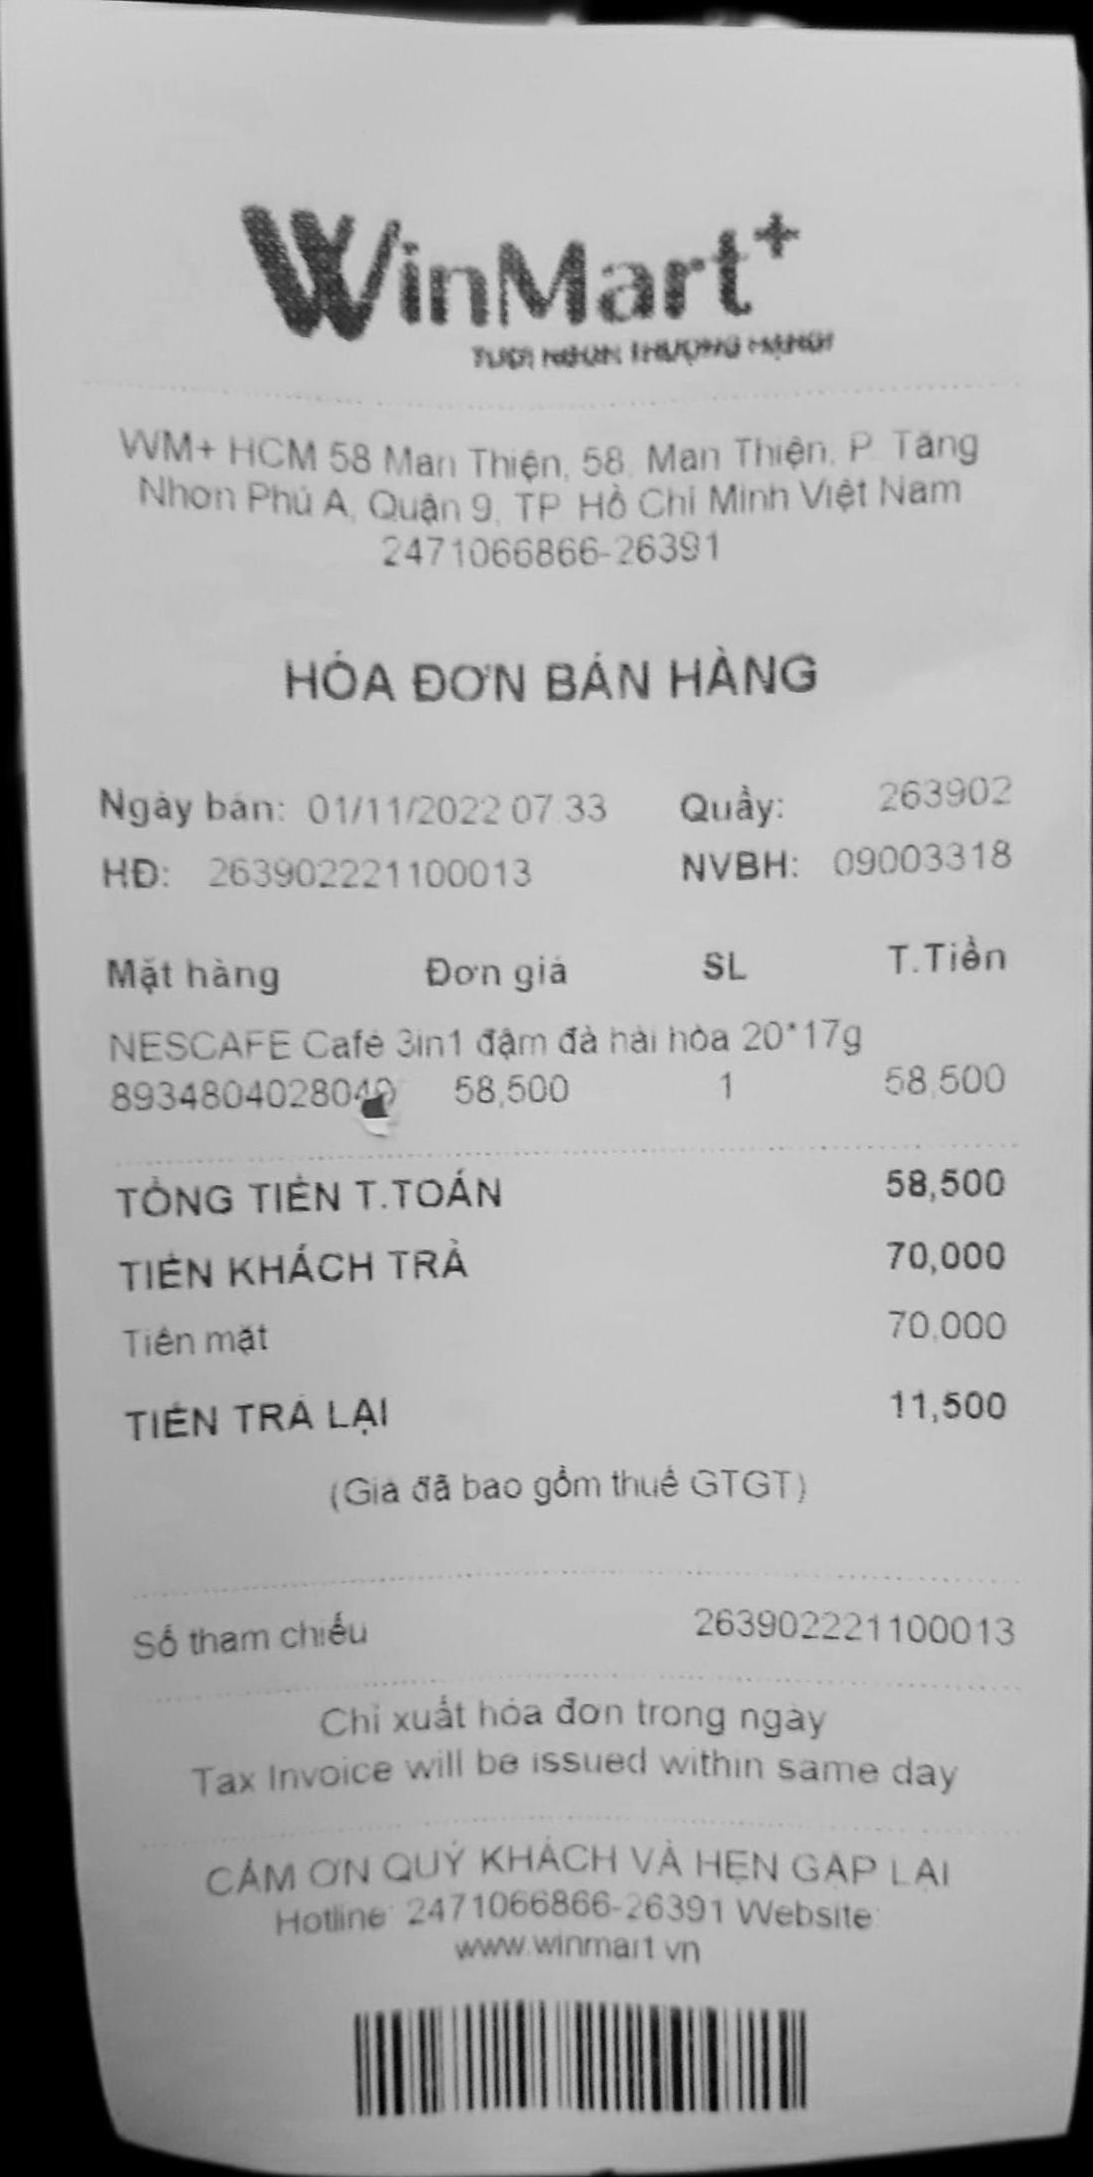 WinMart+
WM+ HCM 58 Man Thiện, 58, Man Thiện, P. Tăng
Nhơn Phú A, Quận 9, TP. Hồ Chí Minh Việt Nam
2471066866-26391
HÓA ĐƠN BÁN HÀNG
Ngày bán: 01/11/2022 07:33 Quầy: 263902
HĐ: 263902221100013 NVBH: 09003318
Mặt hàng Đơn giá SL T.Tiền
NESCAFE Café 3in1 đậm đà hài hòa 20*17g
58,500 1 58,500
TỔNG TIỀN T.TOÁN 58,500
TIỀN KHÁCH TRẢ 70,000
Tiền mặt 70,000
TIỀN TRẢ LẠI 11,500
(Giá đã bao gồm thuế GTGT)
Số tham chiếu 263902221100013
Chỉ xuất hóa đơn trong ngày
Tax Invoice will be issued within same day
CẢM ƠN QUÝ KHÁCH VÀ HẸN GẶP LẠI
Hotline: 2471066866-26391 Website:
www.winmart.vn